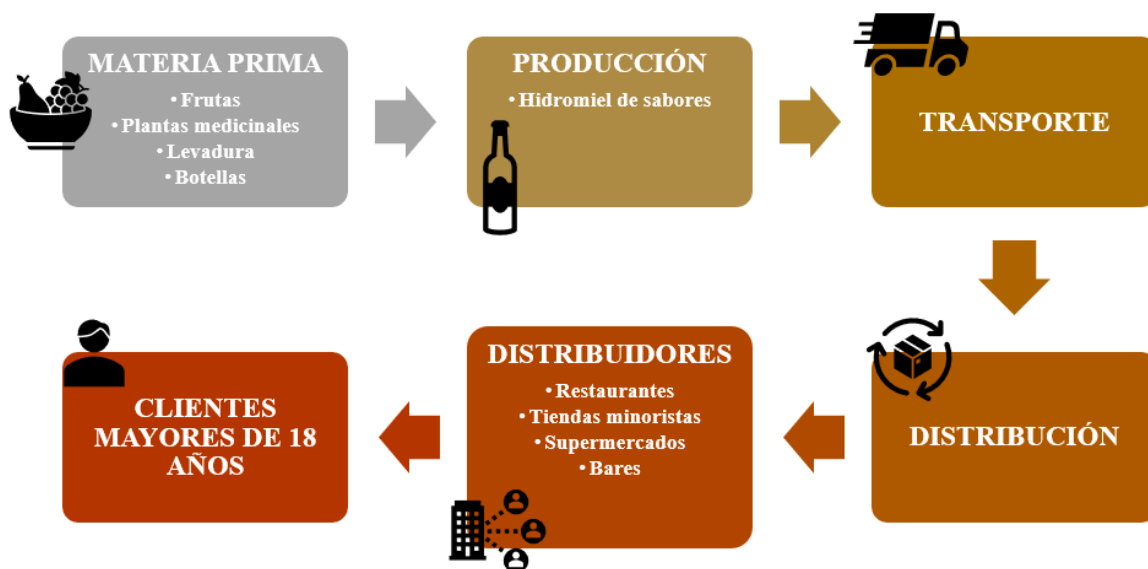 MATERIA PRIMA
• Frutas
• Plantas medicinales
• Levadura
• Botellas
PRODUCCIÓN
• Hidromiel de sabores
TRANSPORTE
DISTRIBUCIÓN
DISTRIBUIDORES
• Restaurantes
• Tiendas minoristas
• Supermercados
• Bares
CLIENTES
MAYORES DE 18
AÑOS